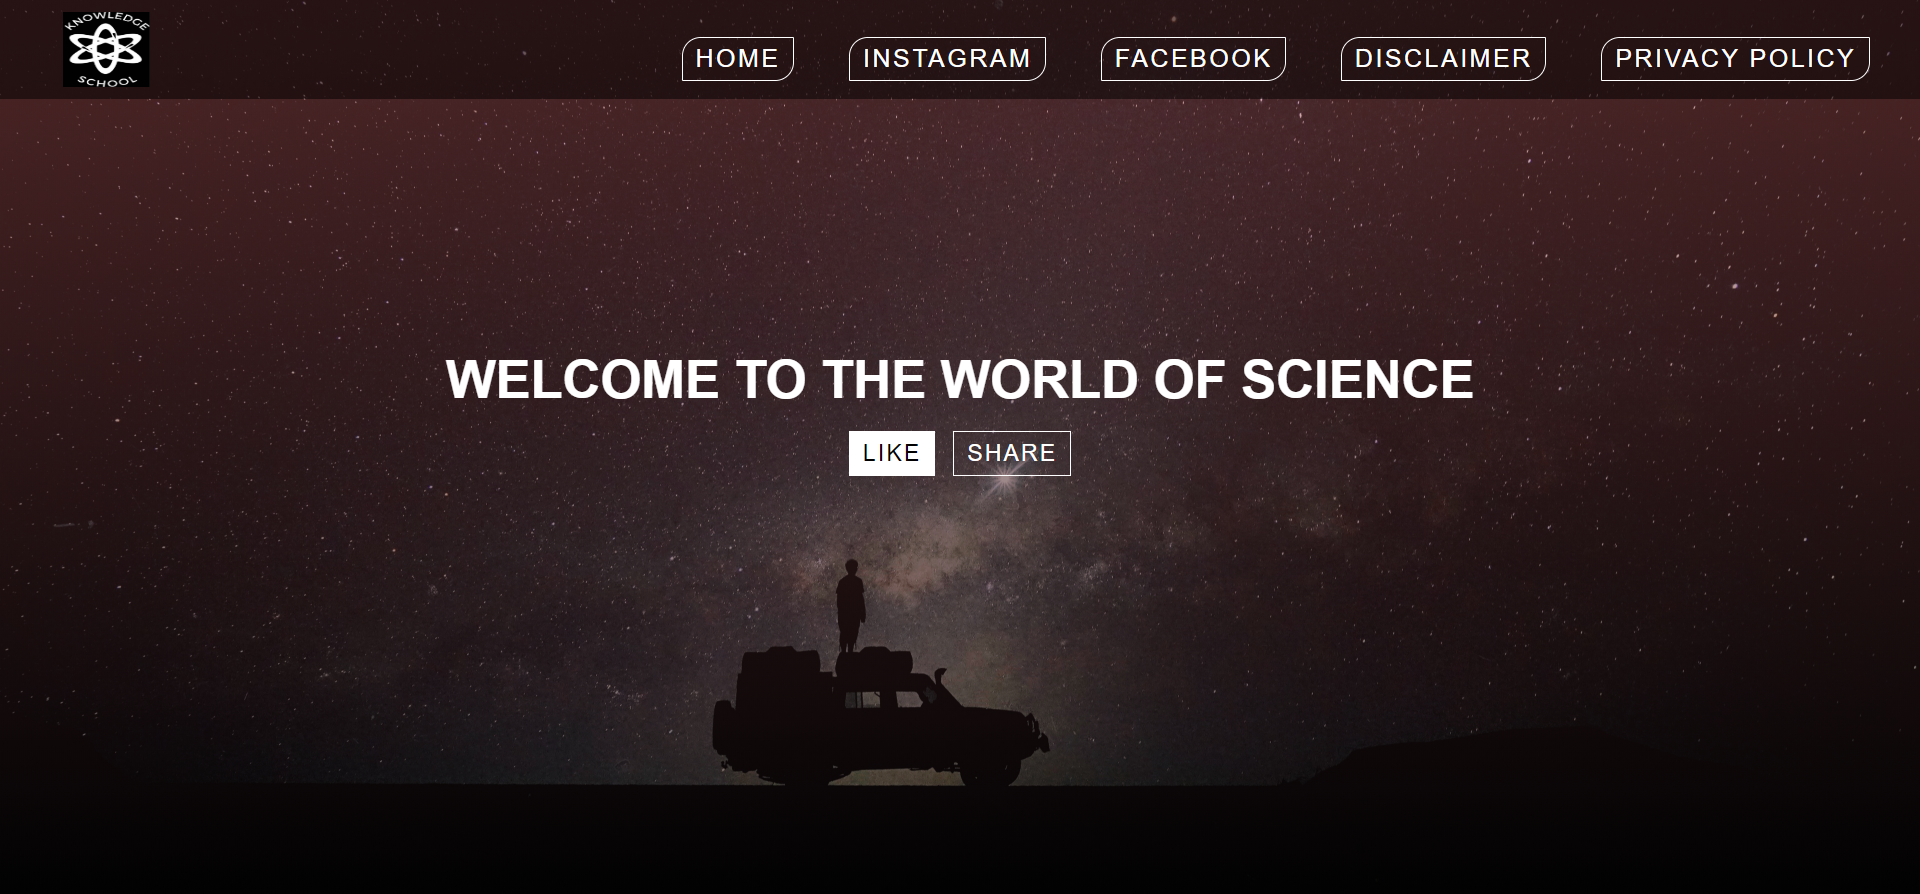 KNOWLEDGE
SCHOOL
HOME
INSTAGRAM
FACEBOOK
DISCLAIMER
PRIVACY POLICY
WELCOME TO THE WORLD OF SCIENCE
LIKE
SHARE